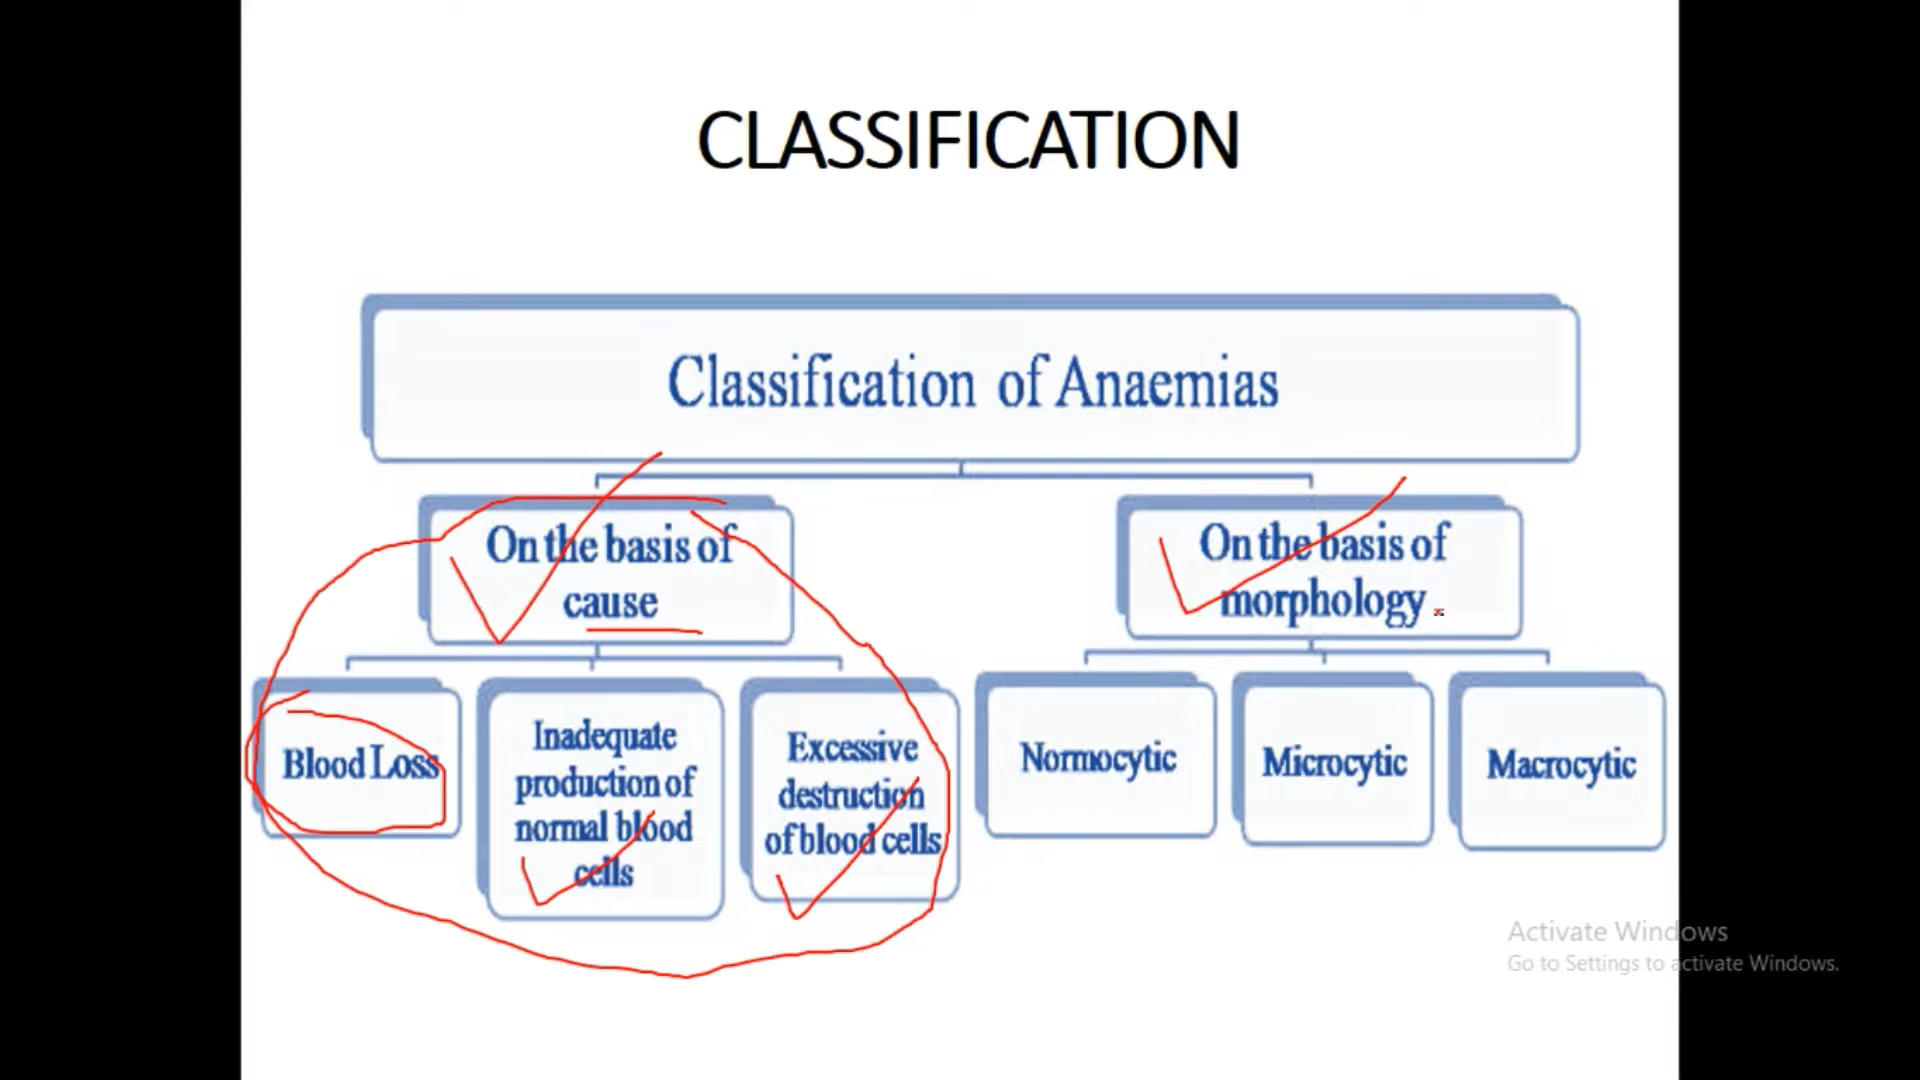 CLASSIFICATION
Classification of Anaemias
On the basis of
cause
On the basis of
morphology
Blood Loss
Inadequate
production of
normal blood
cells
Excessive
destruction
of blood cells
Normocytic
Microcytic
Macrocytic
Activate Windows
Go to Settings to activate Windows.